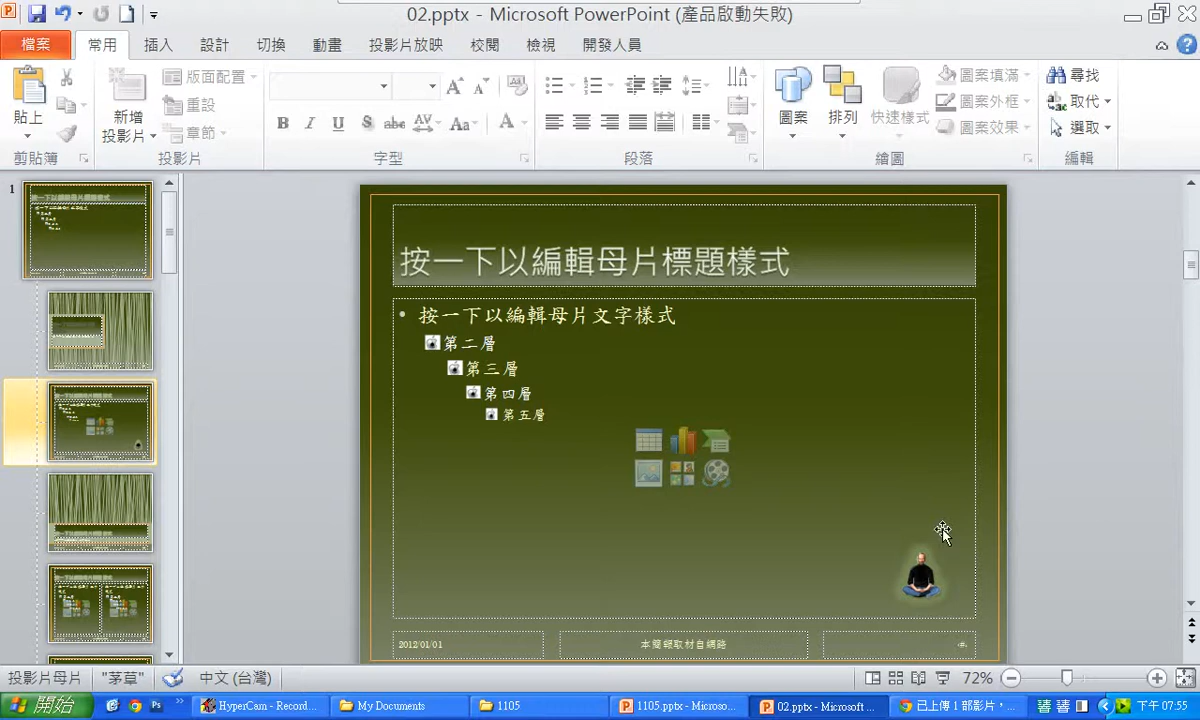 02.pptx - Microsoft PowerPoint (產品啟動失敗)
檔案 常用 插入 設計 切換 動畫 投影片放映 校閱 檢視 開發人員
貼上
新增
投影片
版面配置
重設
章節
B I U S abc AV Aa A
圖案
排列
快速樣式
圖案填滿
圖案外框
圖案效果
尋找
取代
選取
剪貼簿 投影片 字型 段落 繪圖 編輯
1
按一下以編輯母片標題樣式
按一下以編輯母片文字樣式
第二層
第三層
第四層
第五層
2012/01/01
本簡報取材自網路
投影片母片 "茅草" 中文 (台灣) 72%
開始 HyperCam - Record... My Documents 1105 1105.pptx - Microso... 02.pptx - Microsoft ... 已上傳 1 部影片，... 下午 07:55